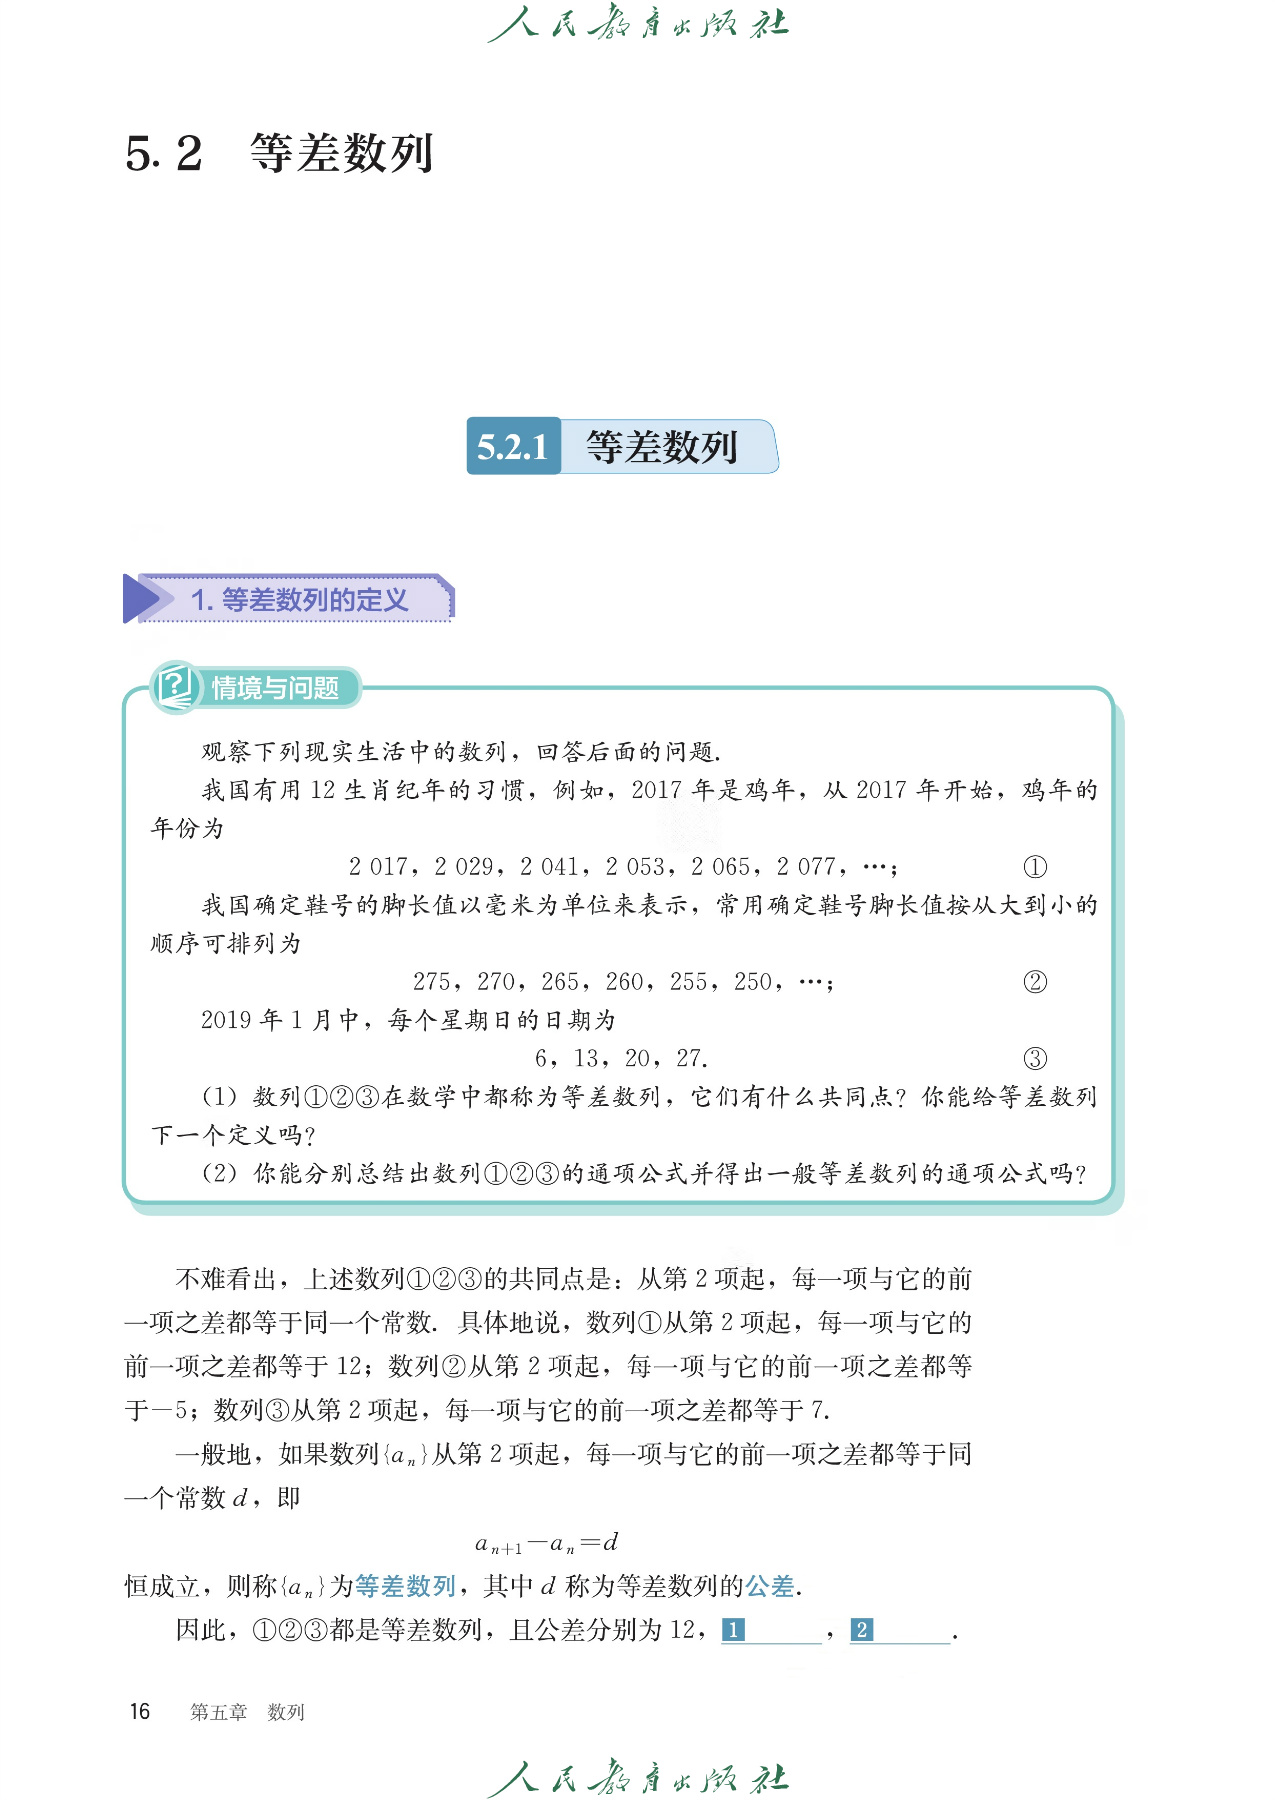 人民教育出版社
5.2 等差数列
5.2.1 等差数列
1. 等差数列的定义
情境与问题
观察下列现实生活中的数列，回答后面的问题.
我国有用 12 生肖纪年的习惯，例如，2017 年是鸡年，从 2017 年开始，鸡年的
年份为
2 017，2 029，2 041，2 053，2 065，2 077，…； ①
我国确定鞋号的脚长值以毫米为单位来表示，常用确定鞋号脚长值按从大到小的
顺序可排列为
275，270，265，260，255，250，…； ②
2019 年 1 月中，每个星期日的日期为
6，13，20，27. ③
（1）数列①②③在数学中都称为等差数列，它们有什么共同点？你能给等差数列
下一个定义吗？
（2）你能分别总结出数列①②③的通项公式并得出一般等差数列的通项公式吗？
不难看出，上述数列①②③的共同点是：从第 2 项起，每一项与它的前
一项之差都等于同一个常数. 具体地说，数列①从第 2 项起，每一项与它的
前一项之差都等于 12；数列②从第 2 项起，每一项与它的前一项之差都等
于－5；数列③从第 2 项起，每一项与它的前一项之差都等于 7.
一般地，如果数列{aₙ}从第 2 项起，每一项与它的前一项之差都等于同
一个常数 d，即
aₙ₊₁－aₙ＝d
恒成立，则称{aₙ}为等差数列，其中 d 称为等差数列的公差.
因此，①②③都是等差数列，且公差分别为 12，1 ，2 .
16 第五章 数列
人民教育出版社